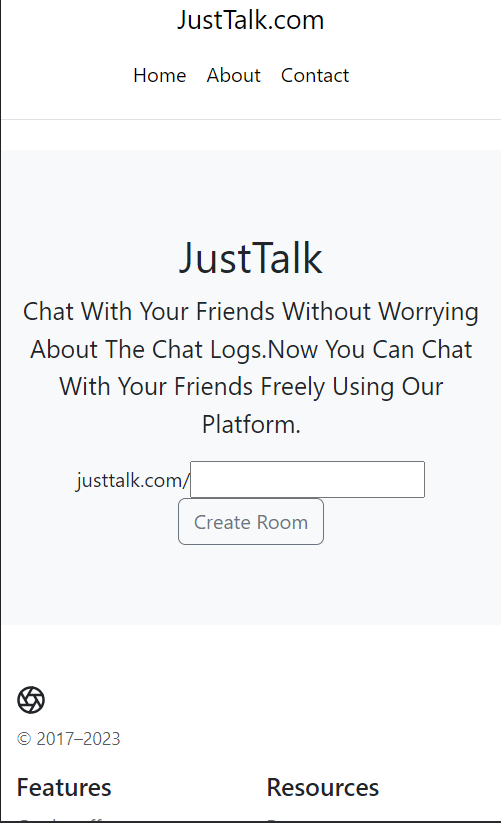 JustTalk.com
Home About Contact
JustTalk
Chat With Your Friends Without Worrying
About The Chat Logs.Now You Can Chat
With Your Friends Freely Using Our
Platform.
justtalk.com/
Create Room
© 2017–2023
Features Resources